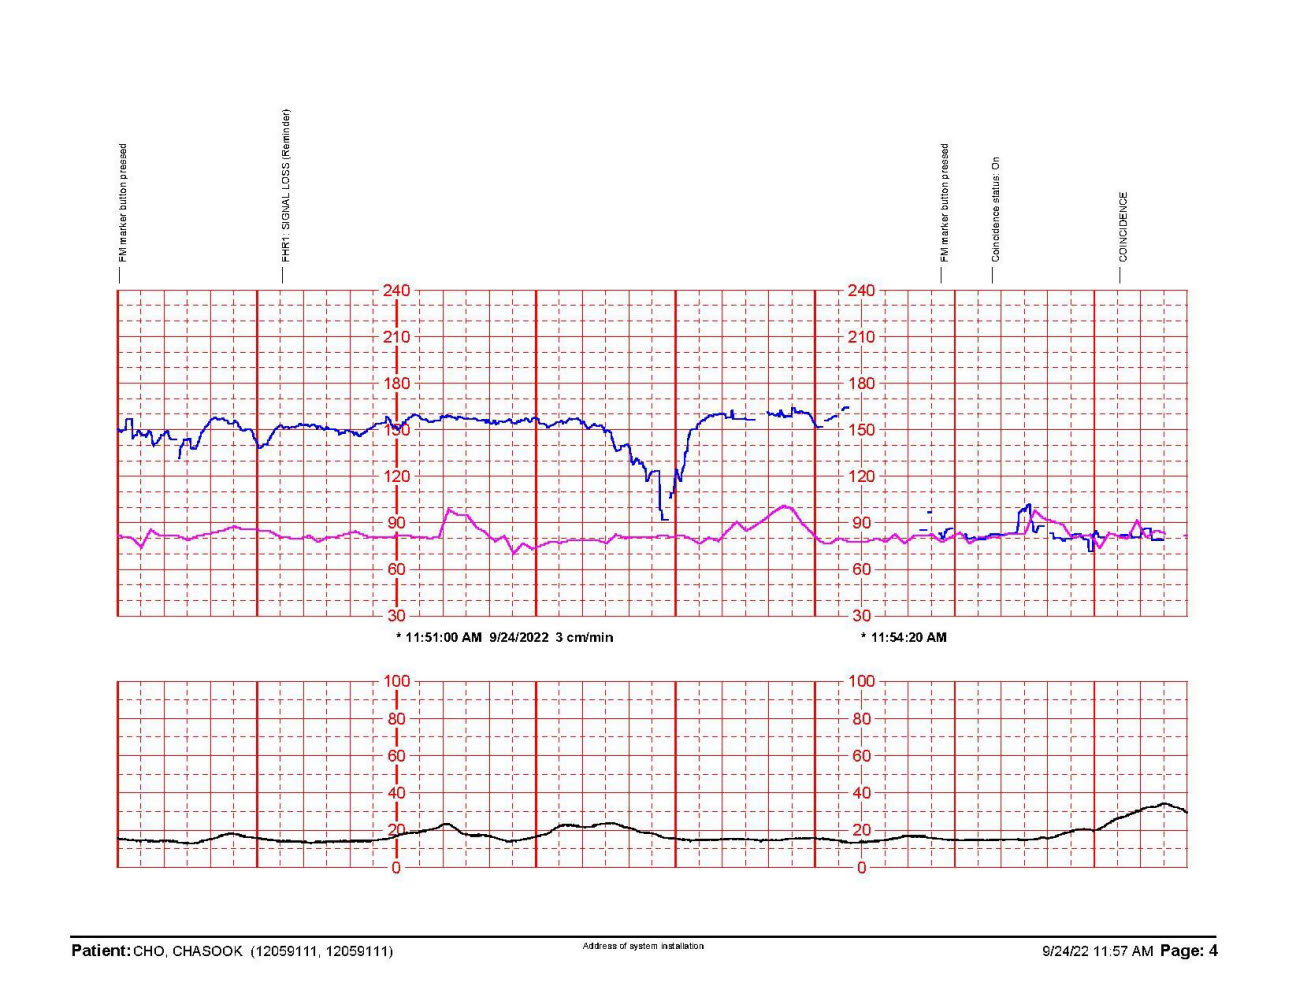 FM marker button pressed
FHR1: SIGNAL LOSS (Reminder)
FM marker button pressed
Coincidence status: On
COINCIDENCE
240 240
210 210
180 180
150 150
120 120
90 90
60 60
30 30
* 11:51:00 AM 9/24/2022 3 cm/min * 11:54:20 AM
100 100
80 80
60 60
40 40
20 20
0 0
Patient: CHO, CHASOOK (12059111, 12059111) Address of system installation 9/24/22 11:57 AM Page: 4